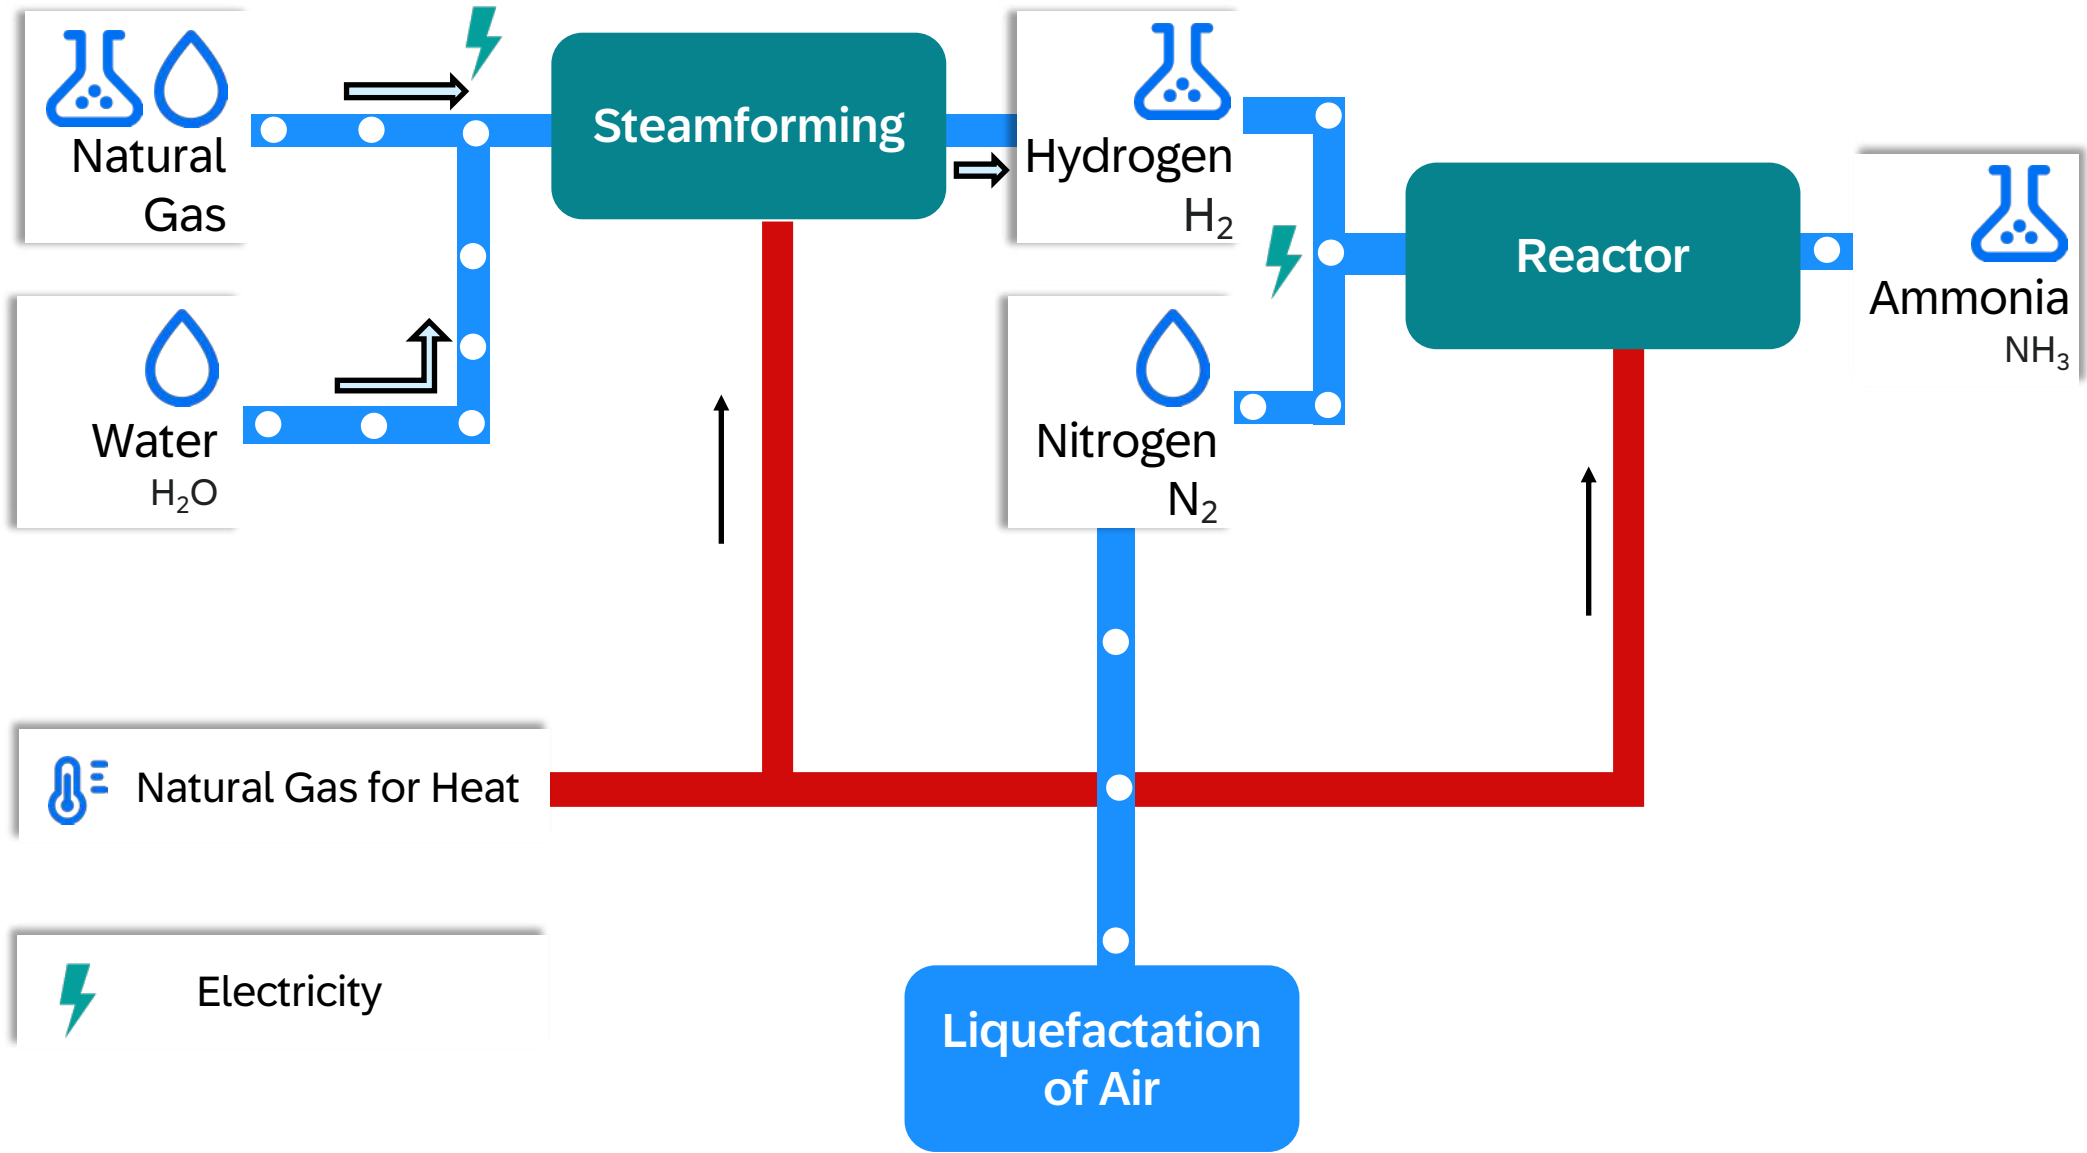 Natural
Gas
Steamforming
Hydrogen
H₂
Reactor
Ammonia
NH₃
Water
H₂O
Nitrogen
N₂
Natural Gas for Heat
Electricity
Liquefactation
of Air